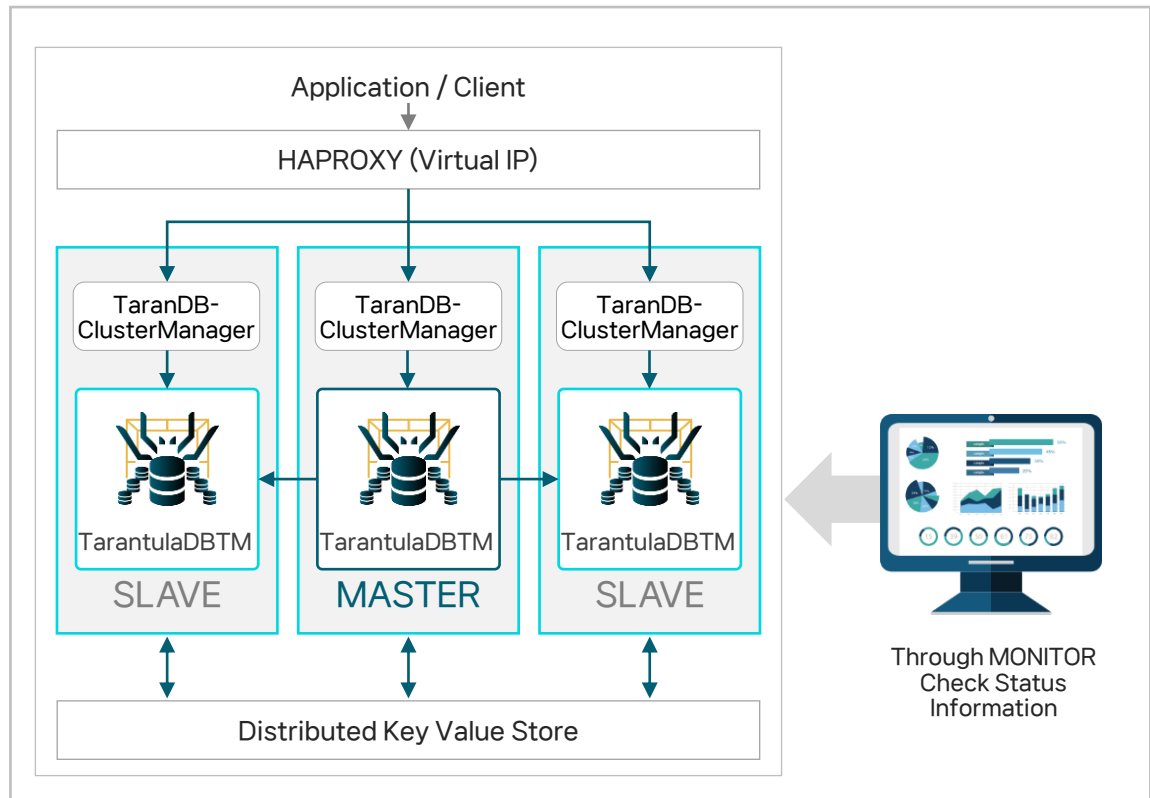 Application / Client
HAPROXY (Virtual IP)
TaranDB-
ClusterManager
TaranDB-
ClusterManager
TaranDB-
ClusterManager
TarantulaDBTM
TarantulaDBTM
TarantulaDBTM
SLAVE
MASTER
SLAVE
Distributed Key Value Store
Through MONITOR
Check Status
Information